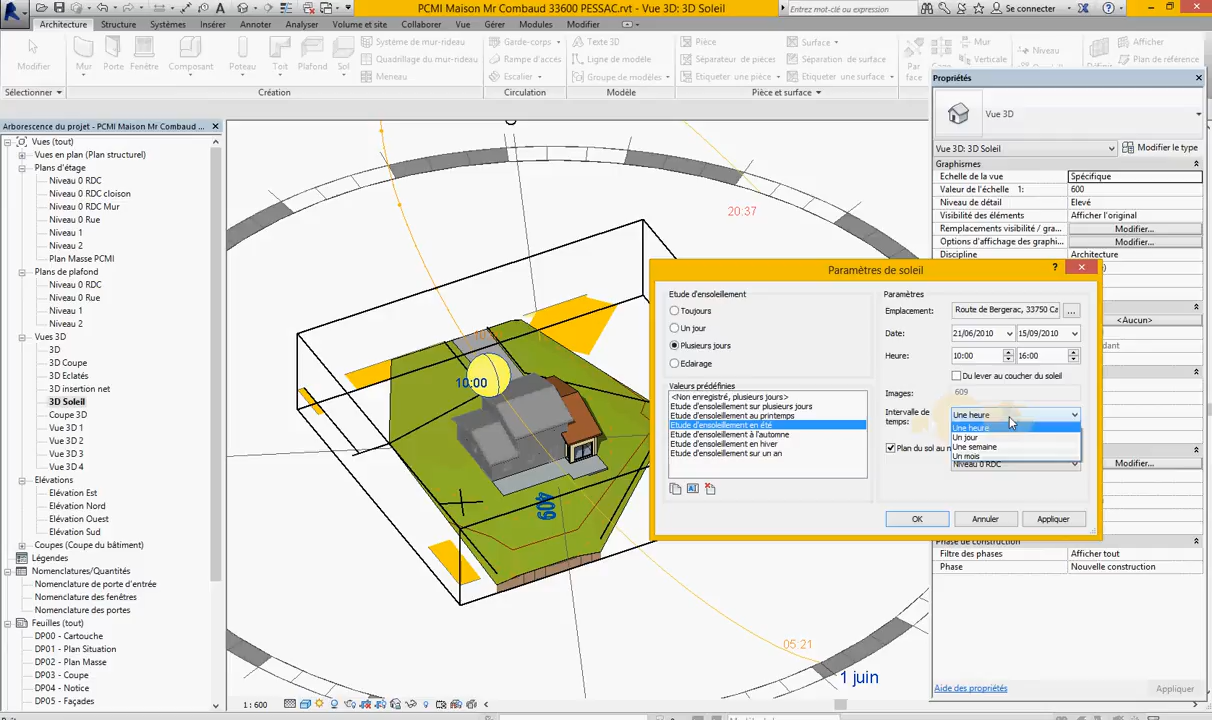 PCMI Maison Mr Combaud 33600 PESSAC.rvt - Vue 3D: 3D Soleil
Entrez mot-clé ou expression
Se connecter
Architecture Structure Systèmes Insérer Annoter Analyser Volume et site Collaborer Vue Gérer Modules Modifier
Modifier
Mur Porte Fenêtre Composant Poteau Toit Plafond Sol
Système de mur-rideau
Quadrillage du mur-rideau
Meneau
Garde-corps
Rampe d'accès
Escalier
Texte 3D
Ligne de modèle
Groupe de modèles
Pièce
Séparateur de pièces
Etiqueter une pièce
Surface
Séparation de surface
Etiqueter une surface
Par face
Mur
Verticale
Niveau
Définir
Afficher
Plan de référence
Sélectionner Création Circulation Modèle Pièce et surface
Arborescence du projet - PCMI Maison Mr Combaud ...
Vues (tout)
Vues en plan (Plan structurel)
Plans d'étage
Niveau 0 RDC
Niveau 0 RDC cloison
Niveau 0 RDC Mur
Niveau 0 Rue
Niveau 1
Niveau 2
Plan Masse PCMI
Plans de plafond
Niveau 0 RDC
Niveau 0 Rue
Niveau 1
Niveau 2
Vues 3D
3D
3D Coupe
3D Eclatés
3D insertion net
3D Soleil
Coupe 3D
Vue 3D 1
Vue 3D 2
Vue 3D 3
Vue 3D 4
Elévations
Elévation Est
Elévation Nord
Elévation Ouest
Elévation Sud
Coupes (Coupe du bâtiment)
Légendes
Nomenclatures/Quantités
Nomenclature de porte d'entrée
Nomenclature des fenêtres
Nomenclature des portes
Feuilles (tout)
DP00 - Cartouche
DP01 - Plan Situation
DP02 - Plan Masse
DP03 - Coupe
DP04 - Notice
DP05 - Façades
20:37
10:00
409
05:21
1 juin
1 : 600
Propriétés
Vue 3D
Vue 3D: 3D Soleil
Modifier le type
Graphismes
Echelle de la vue Spécifique
Valeur de l'échelle 1: 600
Niveau de détail Elevé
Visibilité des éléments Afficher l'original
Remplacements visibilité / gra... Modifier...
Options d'affichage des graphi... Modifier...
Discipline Architecture
<Aucun>
Modifier...
Phase de construction
Filtre des phases Afficher tout
Phase Nouvelle construction
Aide des propriétés
Appliquer
Paramètres de soleil
?
Etude d'ensoleillement
Toujours
Un jour
Plusieurs jours
Eclairage
Valeurs prédéfinies
<Non enregistré, plusieurs jours>
Etude d'ensoleillement sur plusieurs jours
Etude d'ensoleillement au printemps
Etude d'ensoleillement en été
Etude d'ensoleillement à l'automne
Etude d'ensoleillement en hiver
Etude d'ensoleillement sur un an
Paramètres
Emplacement: Route de Bergerac, 33750 Ca ...
Date: 21/06/2010 15/09/2010
Heure: 10:00 16:00
Du lever au coucher du soleil
Images: 609
Intervalle de temps: Une heure
Une heure
Un jour
Une semaine
Un mois
Plan du sol au n
Niveau 0 RDC
OK Annuler Appliquer